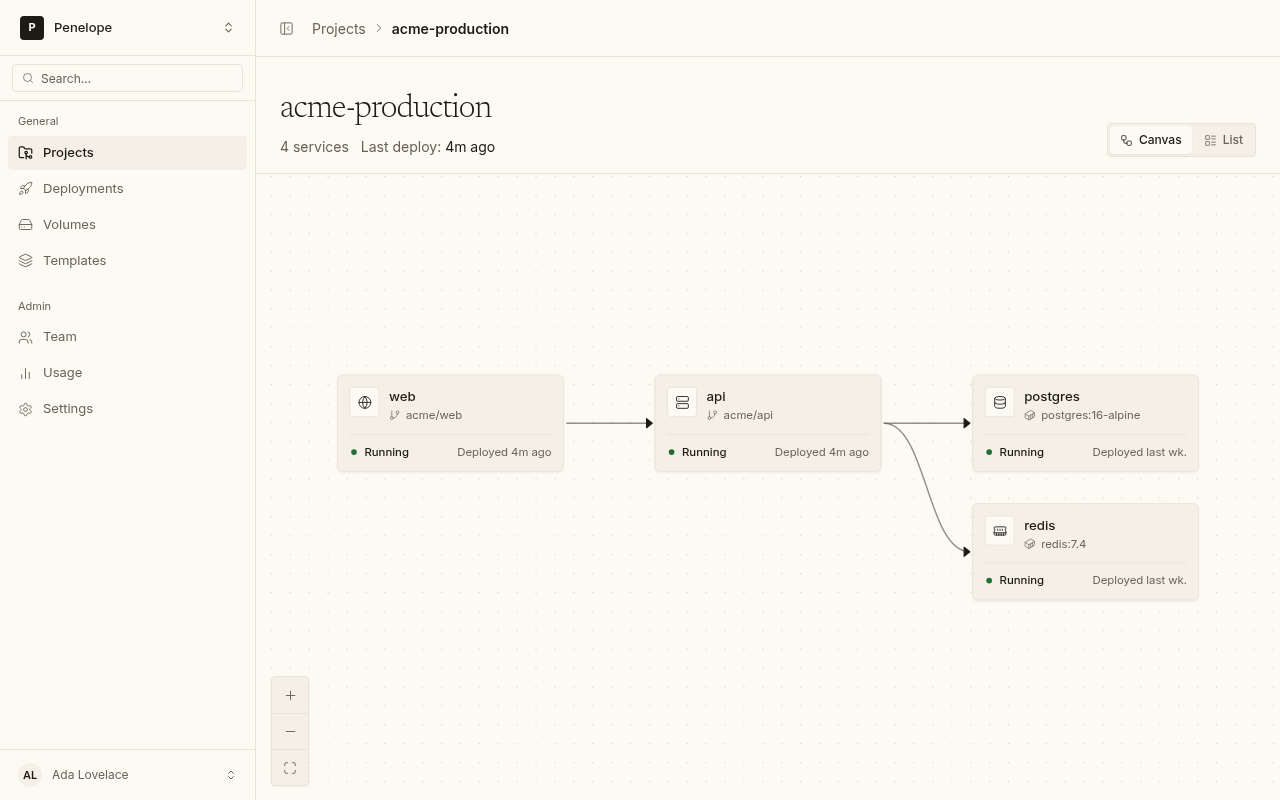 P Penelope
Search...
General
Projects
Deployments
Volumes
Templates
Admin
Team
Usage
Settings
AL Ada Lovelace
Projects acme-production
acme-production
4 services Last deploy: 4m ago
Canvas List
web
acme/web
Running Deployed 4m ago
api
acme/api
Running Deployed 4m ago
postgres
postgres:16-alpine
Running Deployed last wk.
redis
redis:7.4
Running Deployed last wk.